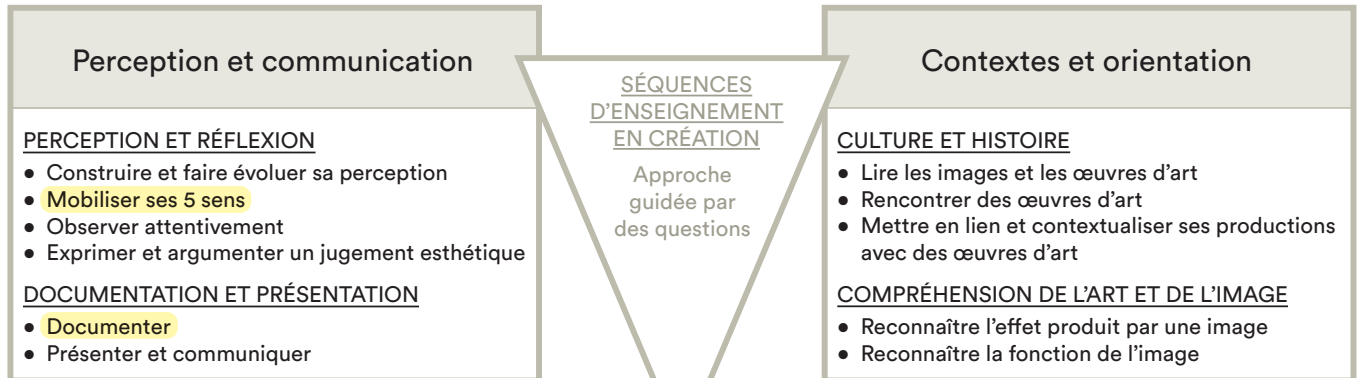 Perception et communication
PERCEPTION ET RÉFLEXION
• Construire et faire évoluer sa perception
• Mobiliser ses 5 sens
• Observer attentivement
• Exprimer et argumenter un jugement esthétique
DOCUMENTATION ET PRÉSENTATION
• Documenter
• Présenter et communiquer
SÉQUENCES
D’ENSEIGNEMENT
EN CRÉATION
Approche
guidée par
des questions
Contextes et orientation
CULTURE ET HISTOIRE
• Lire les images et les œuvres d’art
• Rencontrer des œuvres d’art
• Mettre en lien et contextualiser ses productions
avec des œuvres d’art
COMPRÉHENSION DE L’ART ET DE L’IMAGE
• Reconnaître l’effet produit par une image
• Reconnaître la fonction de l’image